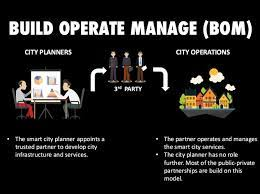 BUILD OPERATE MANAGE (BOM)
CITY PLANNERS
CITY OPERATIONS
3rd PARTY
• The smart city planner appoints a
trusted partner to develop city
infrastructure and services.
• The partner operates and manages
the smart city services.
• The city planner has no role
further. Most of the public-private
partnerships are build on this
model.